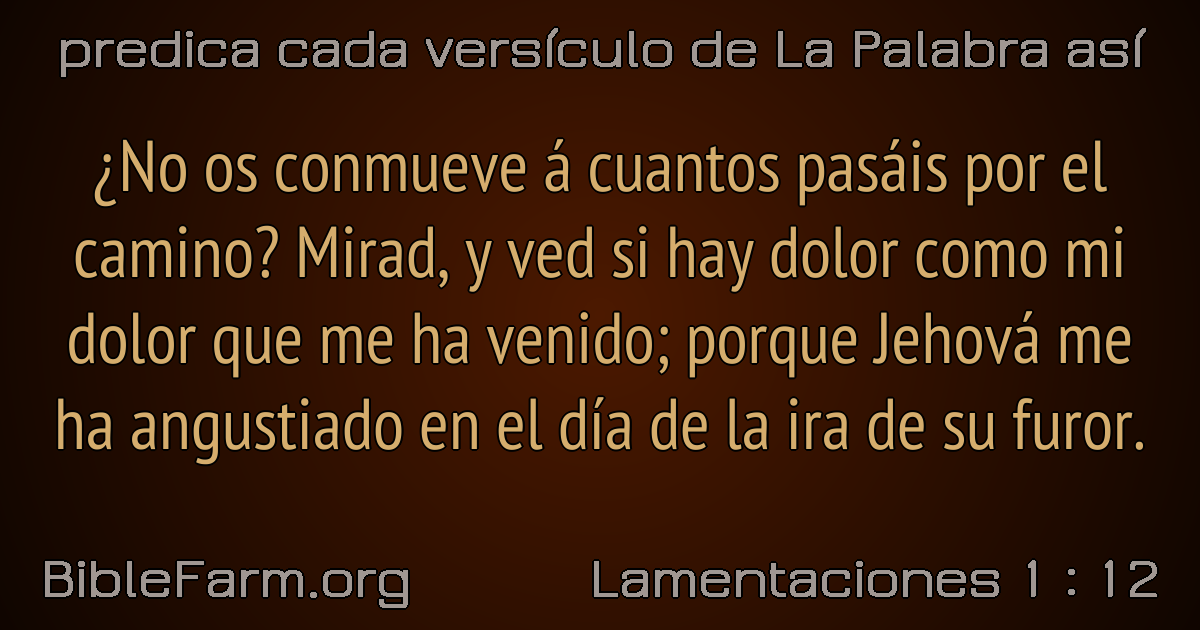 predica cada versículo de La Palabra así
¿No os conmueve á cuantos pasáis por el
camino? Mirad, y ved si hay dolor como mi
dolor que me ha venido; porque Jehová me
ha angustiado en el día de la ira de su furor.
BibleFarm.org
Lamentaciones 1 : 12